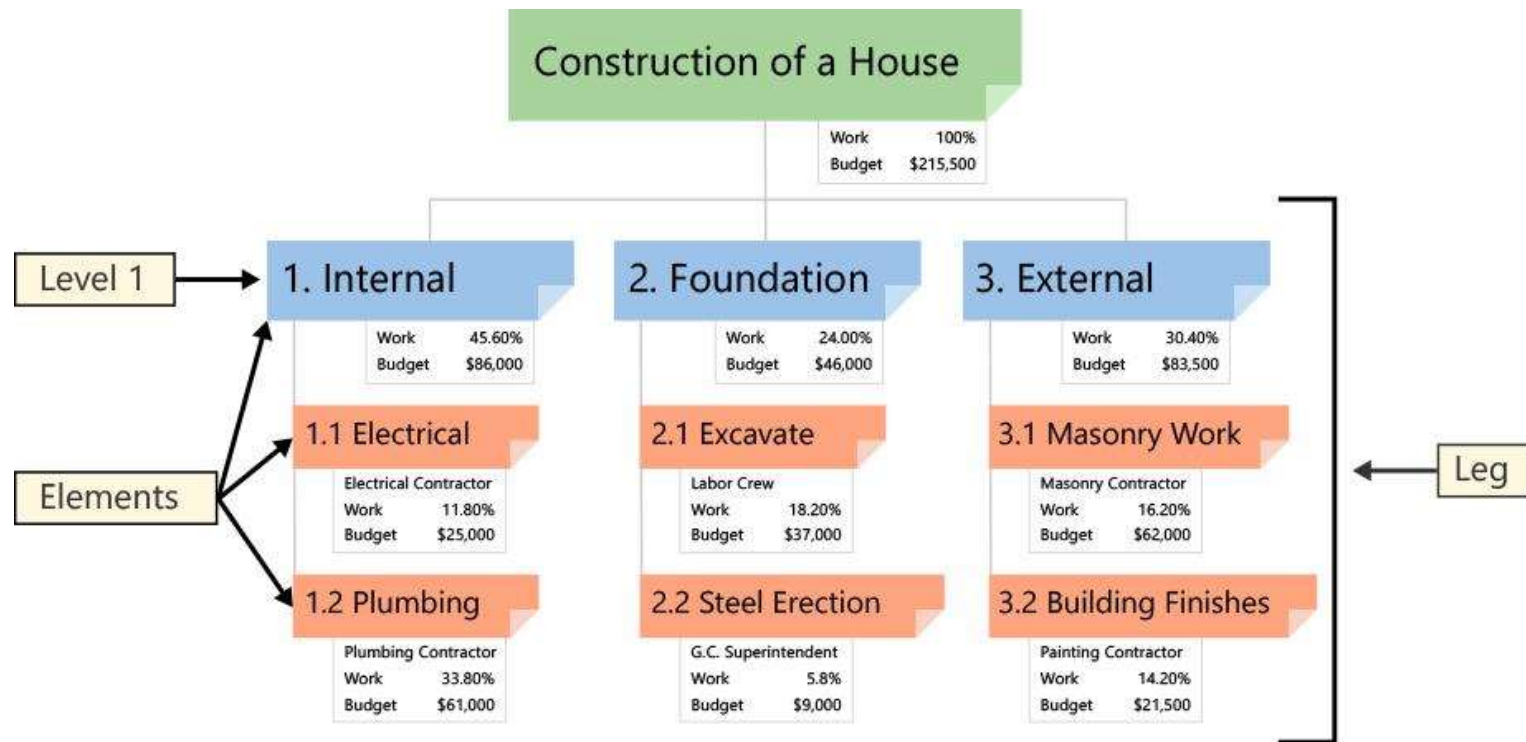 Construction of a House
Work 100%
Budget $215,500
Level 1
1. Internal
Work 45.60%
Budget $86,000
2. Foundation
Work 24.00%
Budget $46,000
3. External
Work 30.40%
Budget $83,500
Elements
1.1 Electrical
Electrical Contractor
Work 11.80%
Budget $25,000
1.2 Plumbing
Plumbing Contractor
Work 33.80%
Budget $61,000
2.1 Excavate
Labor Crew
Work 18.20%
Budget $37,000
2.2 Steel Erection
G.C. Superintendent
Work 5.8%
Budget $9,000
3.1 Masonry Work
Masonry Contractor
Work 16.20%
Budget $62,000
3.2 Building Finishes
Painting Contractor
Work 14.20%
Budget $21,500
Leg